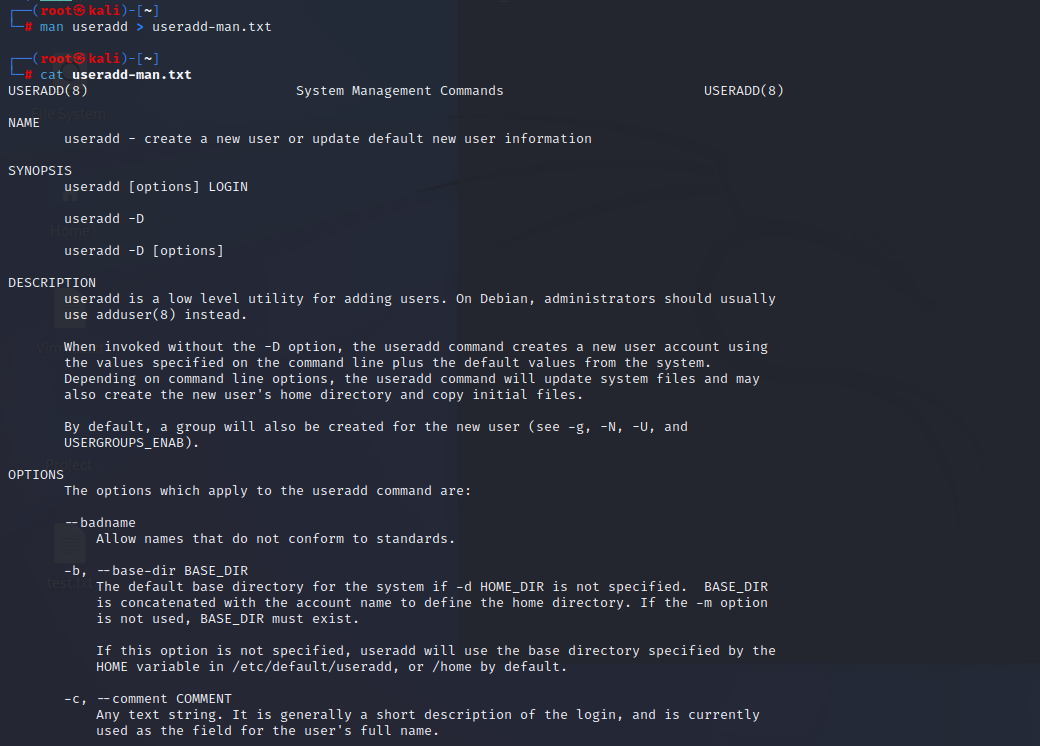 ┌──(root㉿kali)-[~]
└─# man useradd > useradd-man.txt
┌──(root㉿kali)-[~]
└─# cat useradd-man.txt
USERADD(8) System Management Commands USERADD(8)
NAME
useradd - create a new user or update default new user information
SYNOPSIS
useradd [options] LOGIN
useradd -D
useradd -D [options]
DESCRIPTION
useradd is a low level utility for adding users. On Debian, administrators should usually
use adduser(8) instead.
When invoked without the -D option, the useradd command creates a new user account using
the values specified on the command line plus the default values from the system.
Depending on command line options, the useradd command will update system files and may
also create the new user's home directory and copy initial files.
By default, a group will also be created for the new user (see -g, -N, -U, and
USERGROUPS_ENAB).
OPTIONS
The options which apply to the useradd command are:
--badname
Allow names that do not conform to standards.
-b, --base-dir BASE_DIR
The default base directory for the system if -d HOME_DIR is not specified. BASE_DIR
is concatenated with the account name to define the home directory. If the -m option
is not used, BASE_DIR must exist.
If this option is not specified, useradd will use the base directory specified by the
HOME variable in /etc/default/useradd, or /home by default.
-c, --comment COMMENT
Any text string. It is generally a short description of the login, and is currently
used as the field for the user's full name.
File System
Home